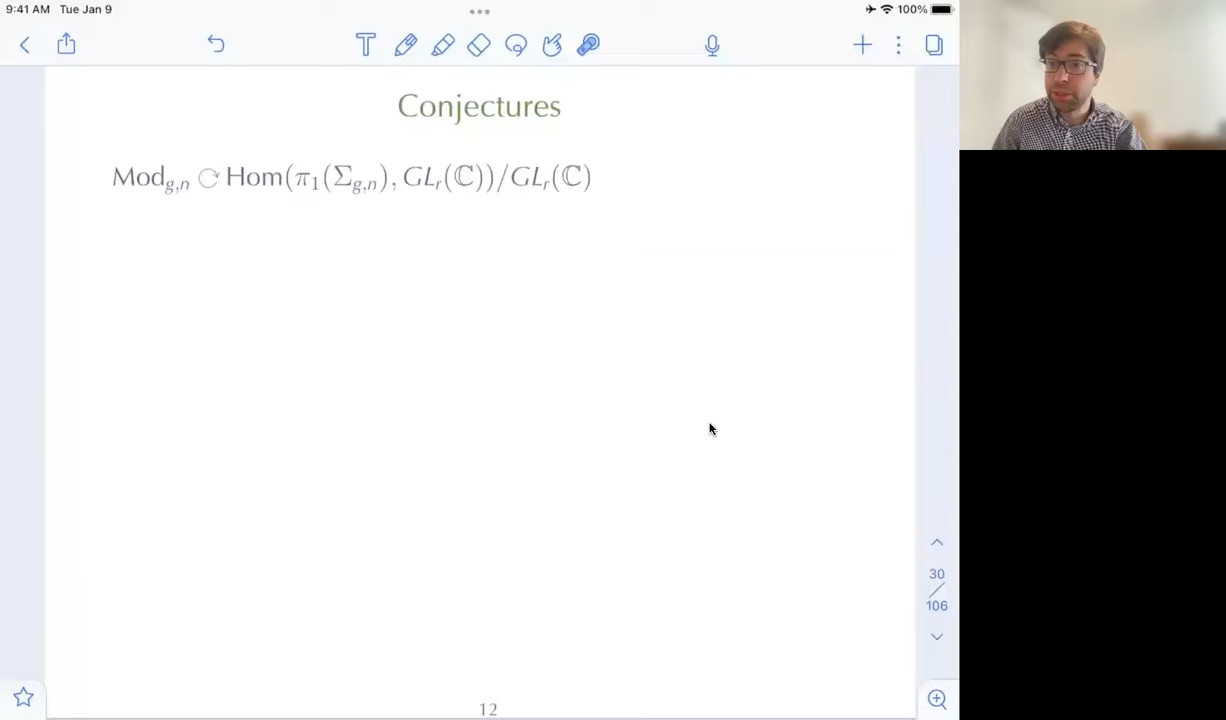 9:41 AM Tue Jan 9
100%
T
Conjectures
Mod_{g,n} ⟳ Hom(π₁(Σ_{g,n}), GL_r(ℂ))/GL_r(ℂ)
30
/
106
12